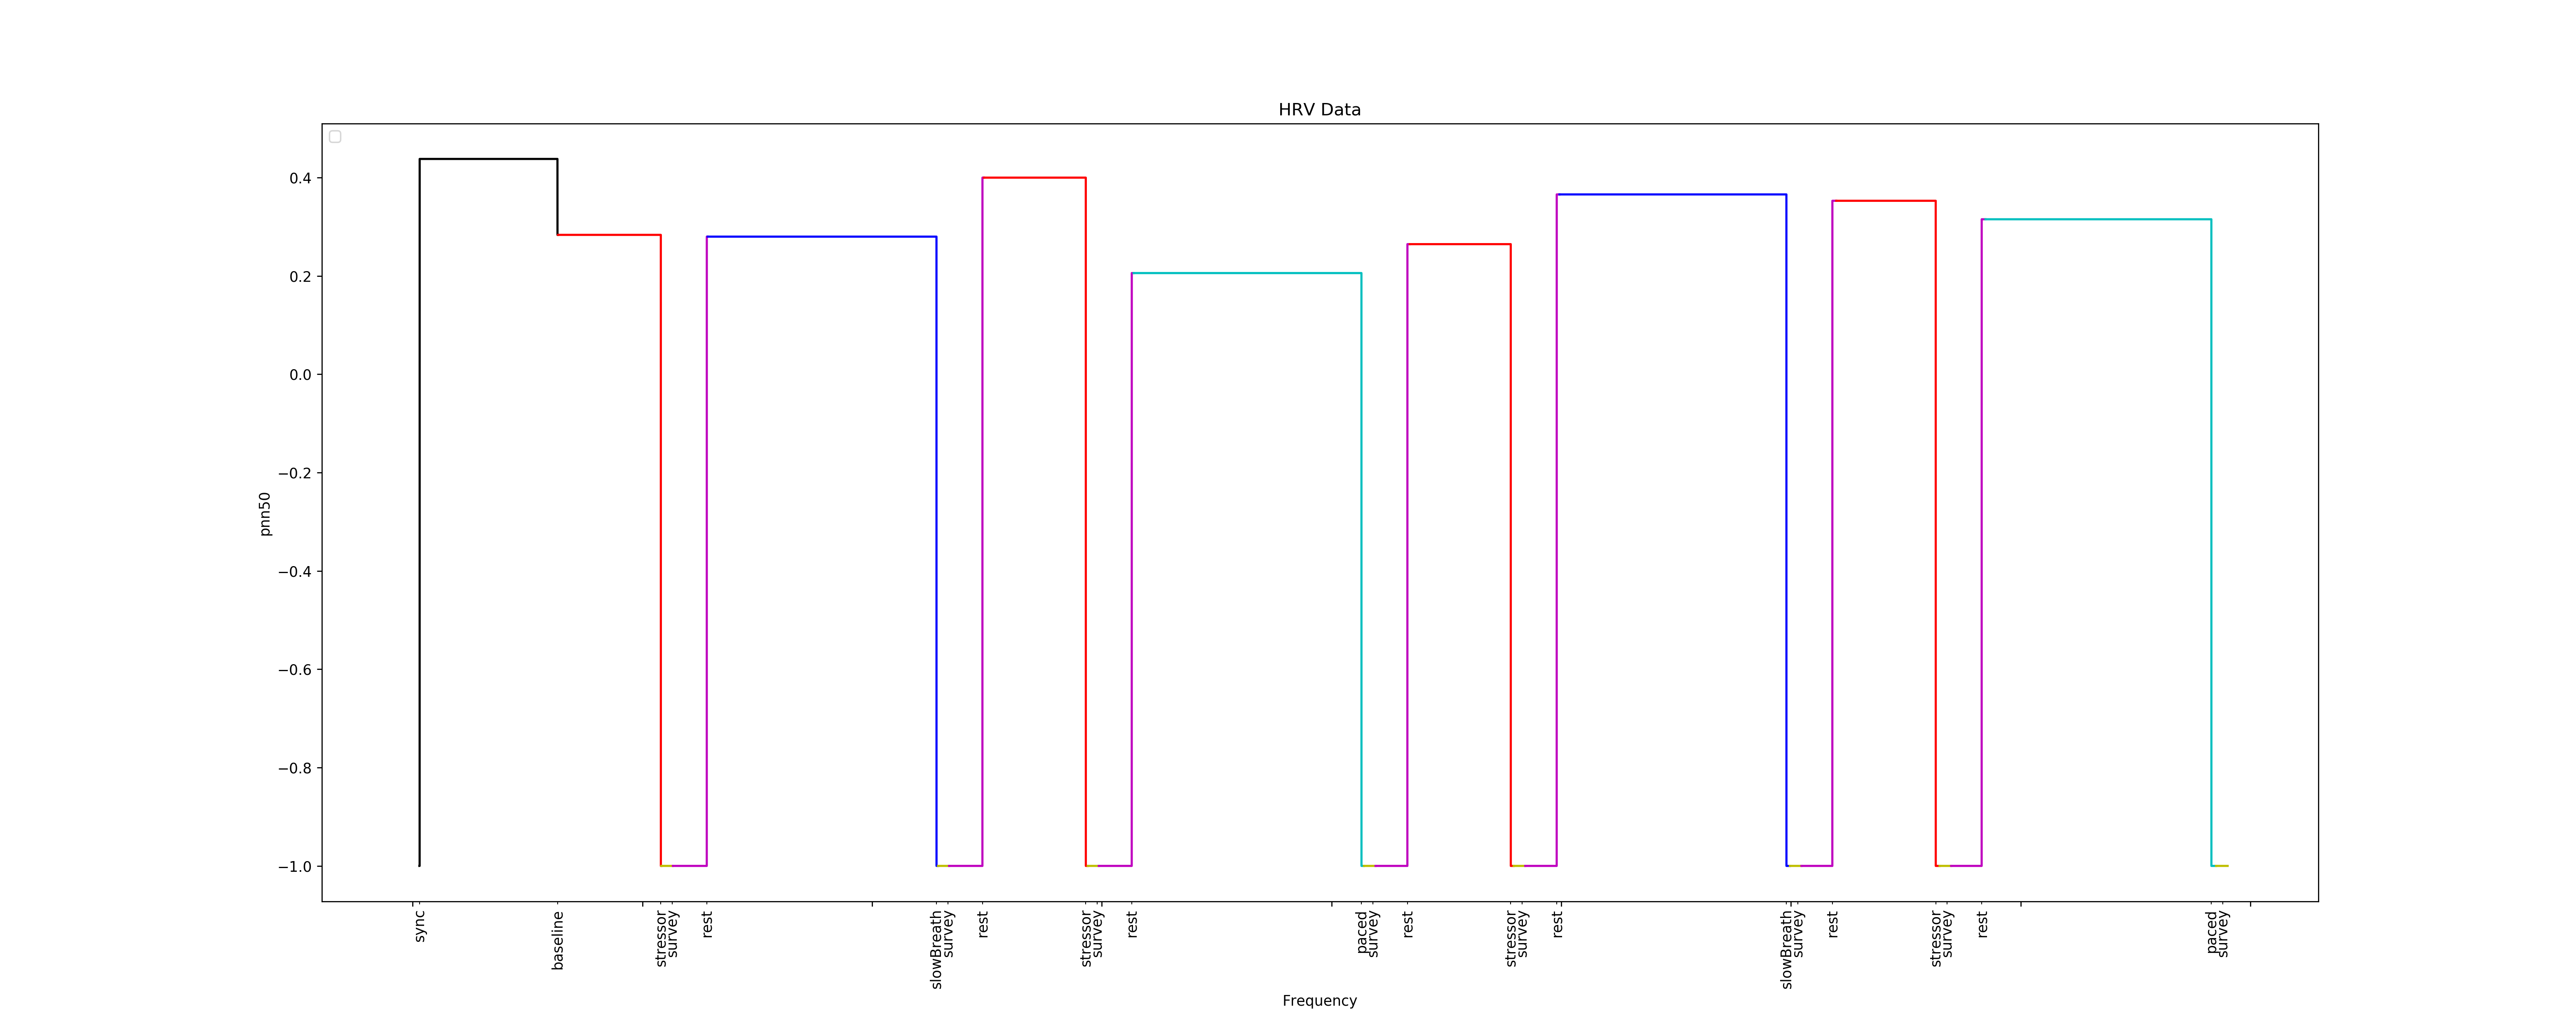 HRV Data
0.4
0.2
0.0
−0.2
−0.4
−0.6
−0.8
−1.0
pnn50
sync
baseline
stressor
survey
rest
slowBreath
survey
rest
stressor
survey
rest
paced
survey
rest
stressor
survey
rest
slowBreath
survey
rest
stressor
survey
rest
paced
survey
Frequency